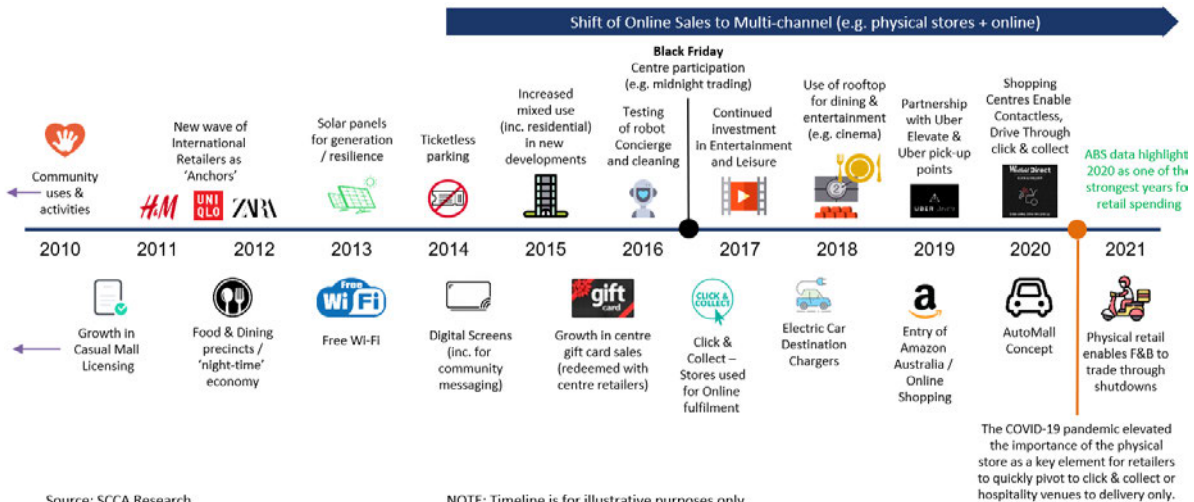 Shift of Online Sales to Multi-channel (e.g. physical stores + online)
Black Friday
Centre participation
(e.g. midnight trading)
Community
uses &
activities
New wave of
International
Retailers as
‘Anchors’
H&M
UNI
QLO
ZARA
Solar panels
for generation
/ resilience
Ticketless
parking
Increased
mixed use
(inc. residential)
in new
developments
Testing
of robot
Concierge
and cleaning
Continued
investment
in Entertainment
and Leisure
Use of rooftop
for dining &
entertainment
(e.g. cinema)
2
Partnership
with Uber
Elevate &
Uber pick-up
points
UBER
Shopping
Centres Enable
Contactless,
Drive Through
click & collect
Direct
ABS data highlight
2020 as one of the
strongest years fo
retail spending
2010
2011
2012
2013
2014
2015
2016
2017
2018
2019
2020
2021
Growth in
Casual Mall
Licensing
Food & Dining
precincts /
‘night-time’
economy
Free
Wi Fi
Free Wi-Fi
Digital Screens
(inc. for
community
messaging)
gift
card
Growth in centre
gift card sales
(redeemed with
centre retailers)
CLICK &
COLLECT
Click &
Collect –
Stores used
for Online
fulfilment
Electric Car
Destination
Chargers
a
Entry of
Amazon
Australia /
Online
Shopping
AutoMall
Concept
Physical retail
enables F&B to
trade through
shutdowns
The COVID-19 pandemic elevated
the importance of the physical
store as a key element for retailers
to quickly pivot to click & collect or
hospitality venues to delivery only.
Source: SCCA Research
NOTE: Timeline is for illustrative purposes only